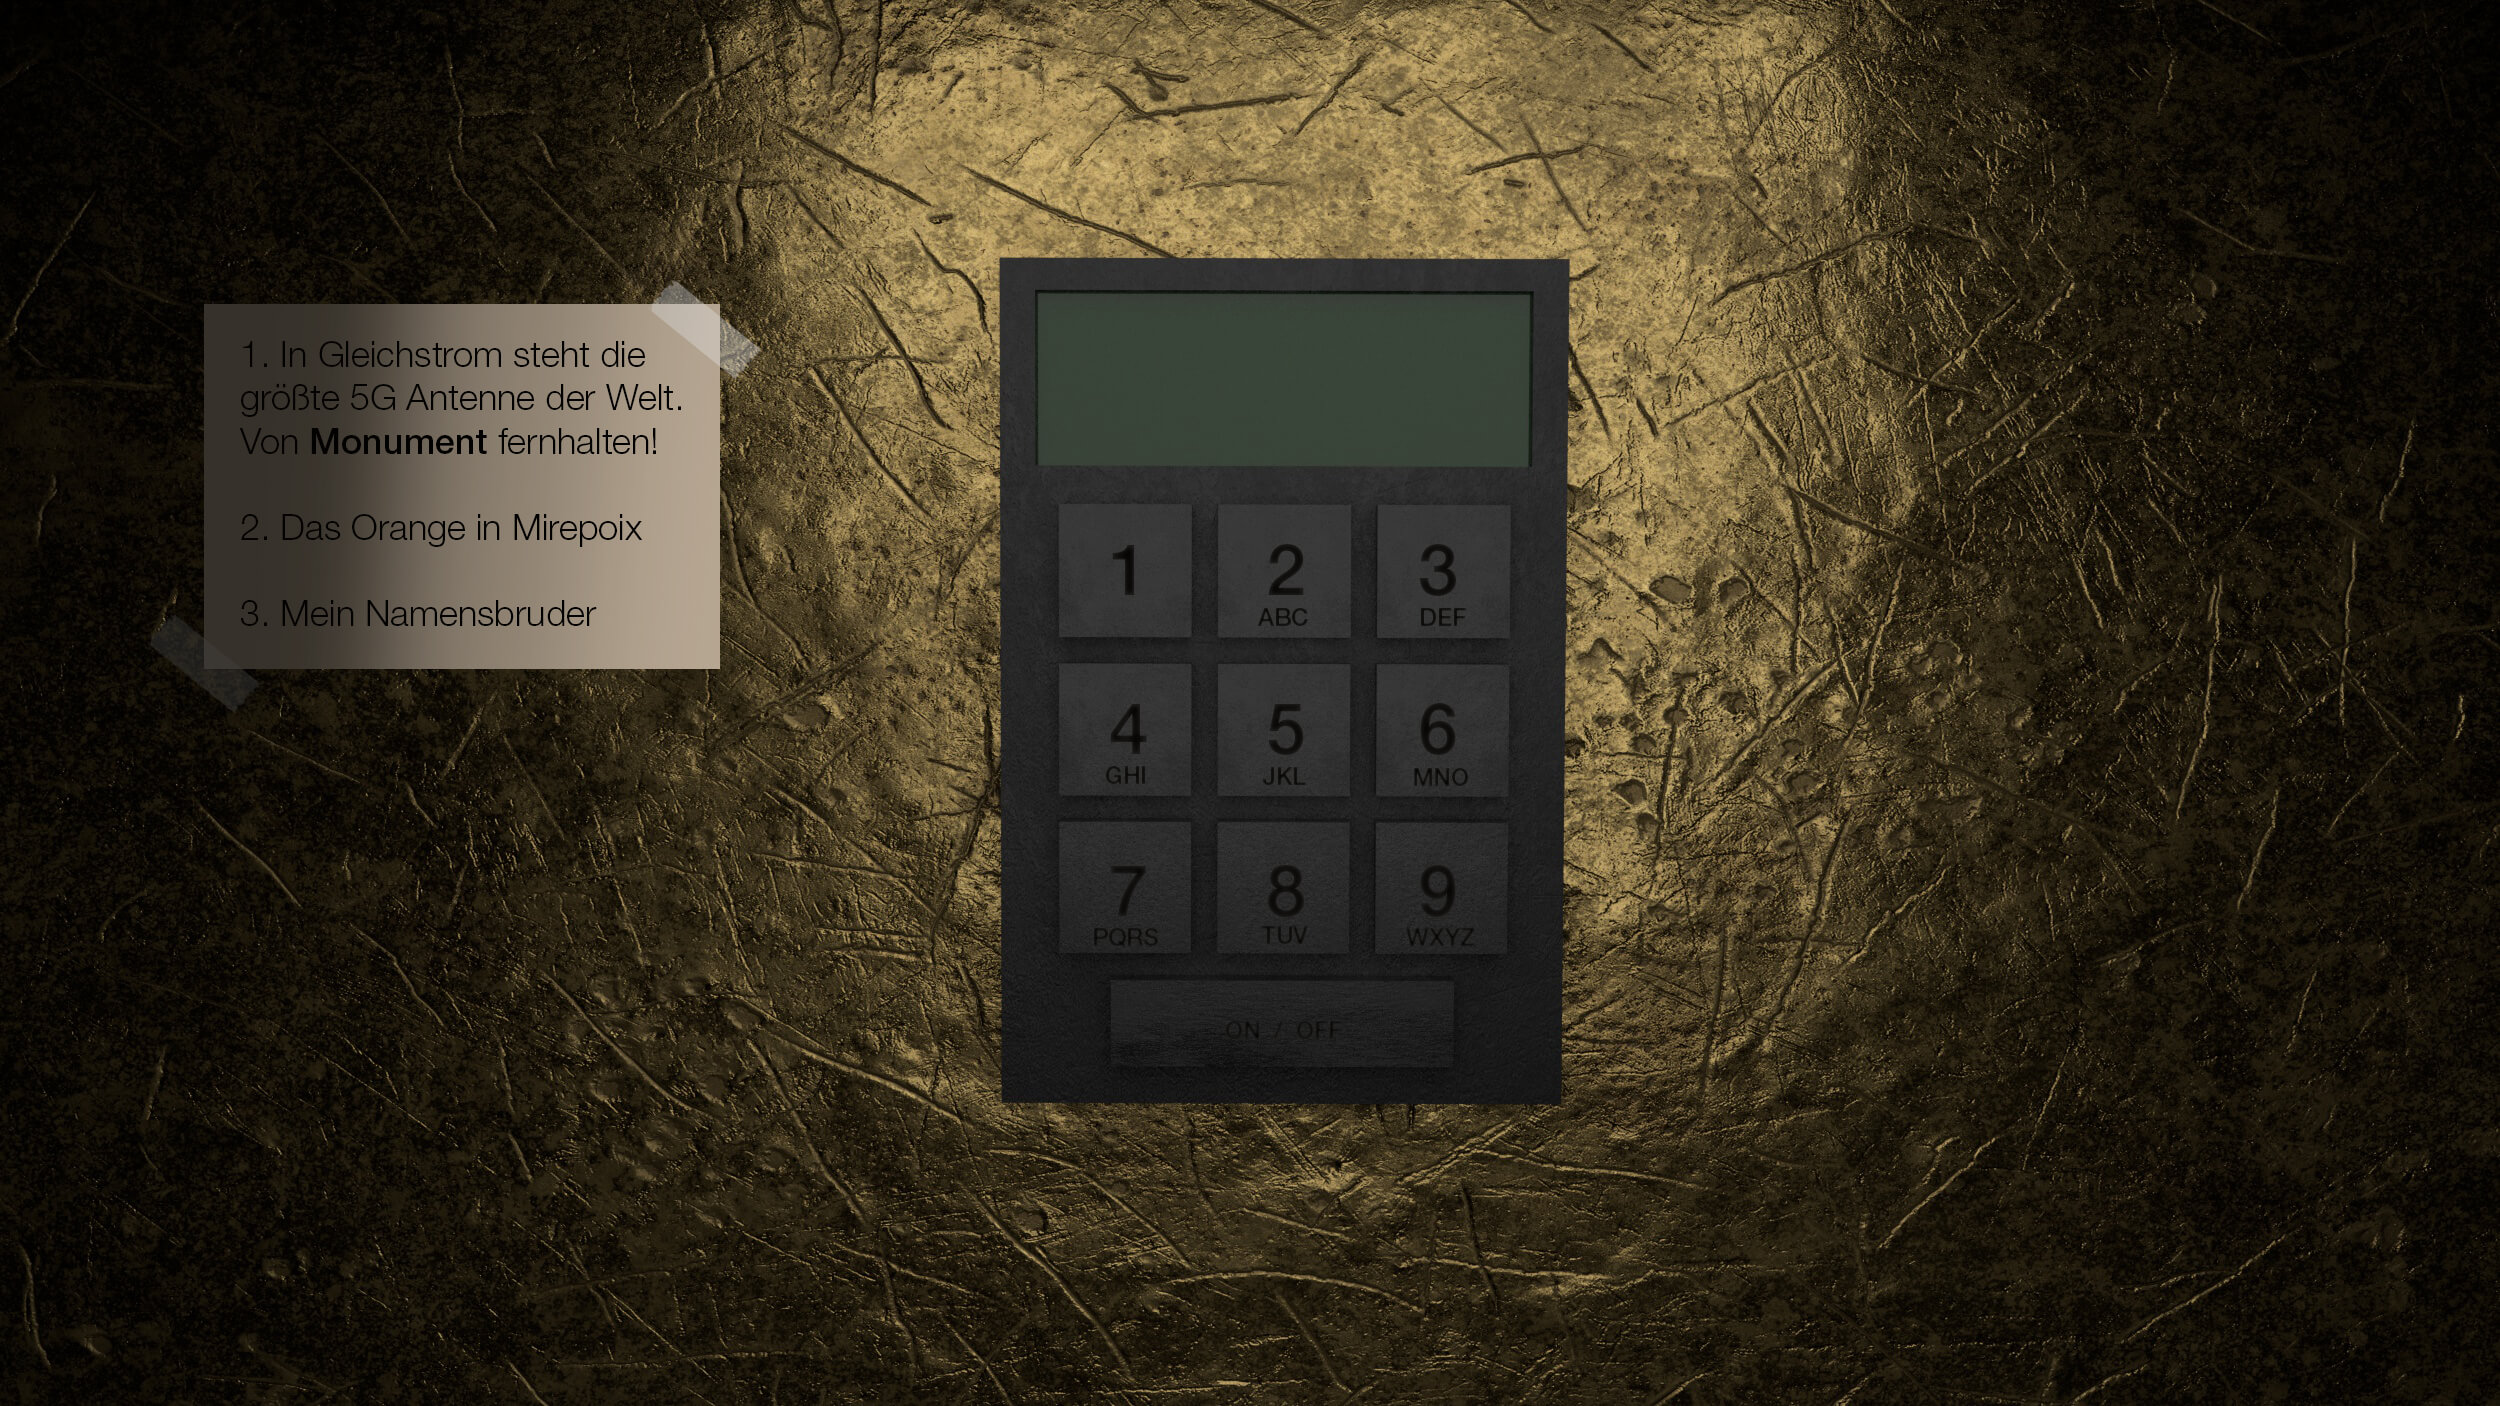 1. In Gleichstrom steht die
größte 5G Antenne der Welt.
Von Monument fernhalten!
2. Das Orange in Mirepoix
3. Mein Namensbruder
1
2
ABC
3
DEF
4
GHI
5
JKL
6
MNO
7
PQRS
8
TUV
9
WXYZ
ON / OFF